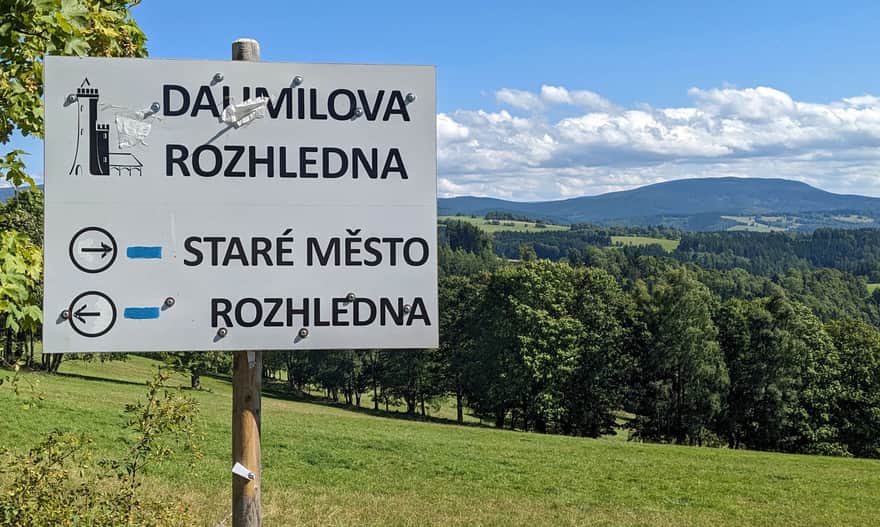 DALIMILOVA
ROZHLEDNA
STARÉ MĚSTO
ROZHLEDNA